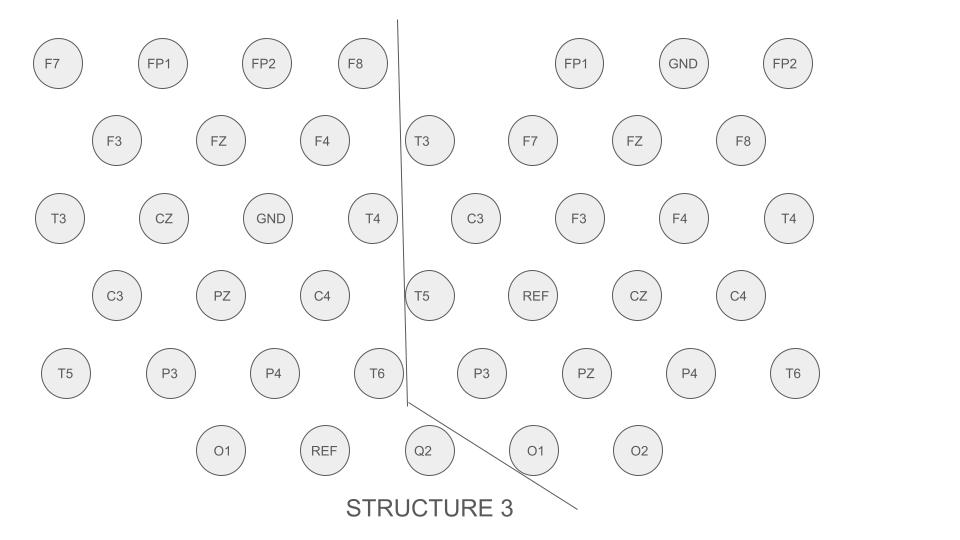 F7 FP1 FP2 F8 FP1 GND FP2
F3 FZ F4 T3 F7 FZ F8
T3 CZ GND T4 C3 F3 F4 T4
C3 PZ C4 T5 REF CZ C4
T5 P3 P4 T6 P3 PZ P4 T6
O1 REF Q2 O1 O2
STRUCTURE 3